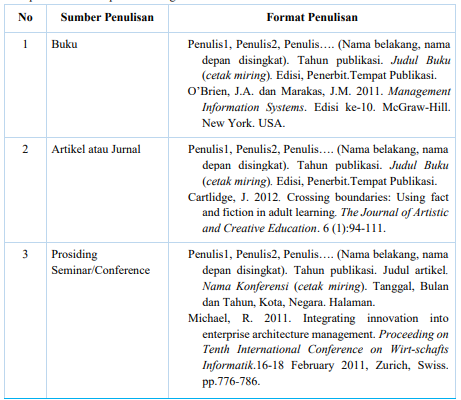 No Sumber Penulisan Format Penulisan
1 Buku Penulis1, Penulis2, Penulis…. (Nama belakang, nama
depan disingkat). Tahun publikasi. Judul Buku
(cetak miring). Edisi, Penerbit.Tempat Publikasi.
O’Brien, J.A. dan Marakas, J.M. 2011. Management
Information Systems. Edisi ke-10. McGraw-Hill.
New York. USA.
2 Artikel atau Jurnal Penulis1, Penulis2, Penulis…. (Nama belakang, nama
depan disingkat). Tahun publikasi. Judul Buku
(cetak miring). Edisi, Penerbit.Tempat Publikasi.
Cartlidge, J. 2012. Crossing boundaries: Using fact
and fiction in adult learning. The Journal of Artistic
and Creative Education. 6 (1):94-111.
3 Prosiding Penulis1, Penulis2, Penulis…. (Nama belakang, nama
Seminar/Conference depan disingkat). Tahun publikasi. Judul artikel.
Nama Konferensi (cetak miring). Tanggal, Bulan
dan Tahun, Kota, Negara. Halaman.
Michael, R. 2011. Integrating innovation into
enterprise architecture management. Proceeding on
Tenth International Conference on Wirt-schafts
Informatik.16-18 February 2011, Zurich, Swiss.
pp.776-786.